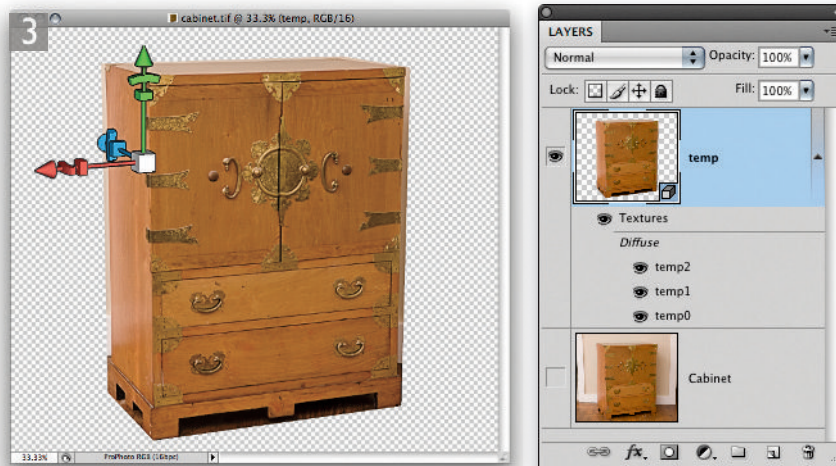 3
cabinet.tif @ 33.3% (temp, RGB/16)
33.33%
ProPhoto RGB (16bpc)
LAYERS
Normal
Opacity: 100%
Lock:
Fill: 100%
temp
Textures
Diffuse
temp2
temp1
temp0
Cabinet
fx.